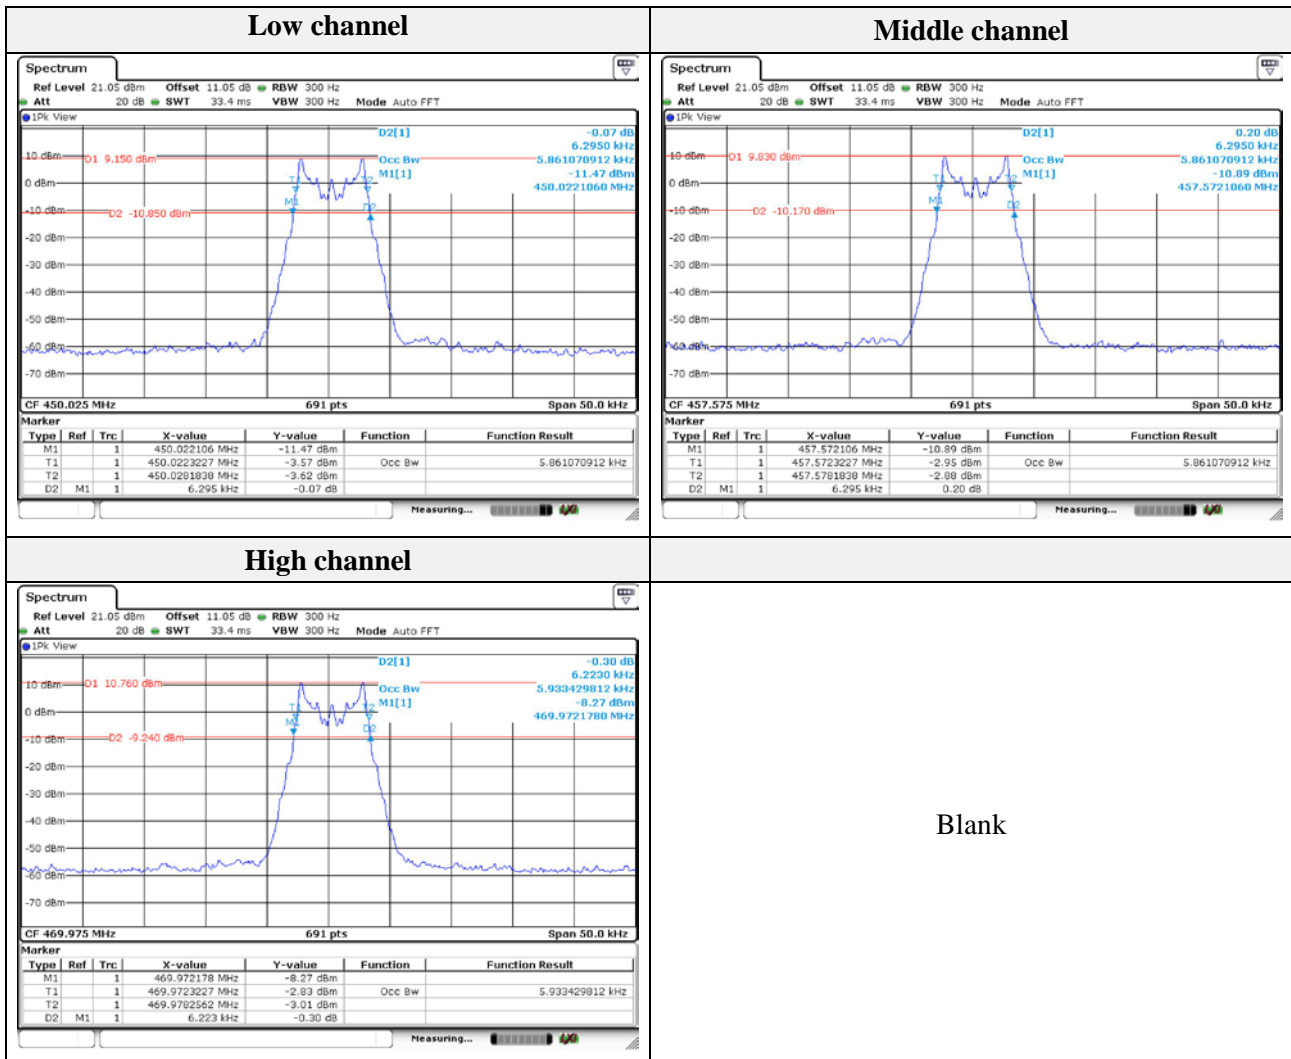 Low channel
Spectrum
Ref Level 21.05 dBm Offset 11.05 dB RBW 300 Hz
Att 20 dB SWT 33.4 ms VBW 300 Hz Mode Auto FFT
1Pk View
D2[1] -0.07 dB
6.2950 kHz
10 dBm D1 9.150 dBm Occ Bw 5.861070912 kHz
M1[1] -11.47 dBm
450.0221060 MHz
T1 T2
0 dBm
M1 D2
-10 dBm D2 -10.850 dBm
-20 dBm
-30 dBm
-40 dBm
-50 dBm
-60 dBm
-70 dBm
CF 450.025 MHz 691 pts Span 50.0 kHz
Marker
Type Ref Trc X-value Y-value Function Function Result
M1 1 450.022106 MHz -11.47 dBm
T1 1 450.0223227 MHz -3.57 dBm Occ Bw 5.861070912 kHz
T2 1 450.0281838 MHz -3.62 dBm
D2 M1 1 6.295 kHz -0.07 dB
Measuring...
Middle channel
Spectrum
Ref Level 21.05 dBm Offset 11.05 dB RBW 300 Hz
Att 20 dB SWT 33.4 ms VBW 300 Hz Mode Auto FFT
1Pk View
D2[1] 0.20 dB
6.2950 kHz
10 dBm D1 9.830 dBm Occ Bw 5.861070912 kHz
M1[1] -10.89 dBm
457.5721060 MHz
T1 T2
0 dBm
M1 D2
-10 dBm D2 -10.170 dBm
-20 dBm
-30 dBm
-40 dBm
-50 dBm
-60 dBm
-70 dBm
CF 457.575 MHz 691 pts Span 50.0 kHz
Marker
Type Ref Trc X-value Y-value Function Function Result
M1 1 457.572106 MHz -10.89 dBm
T1 1 457.5723227 MHz -2.95 dBm Occ Bw 5.861070912 kHz
T2 1 457.5781838 MHz -2.88 dBm
D2 M1 1 6.295 kHz 0.20 dB
Measuring...
High channel
Spectrum
Ref Level 21.05 dBm Offset 11.05 dB RBW 300 Hz
Att 20 dB SWT 33.4 ms VBW 300 Hz Mode Auto FFT
1Pk View
D2[1] -0.30 dB
6.2230 kHz
10 dBm D1 10.760 dBm Occ Bw 5.933429812 kHz
M1[1] -8.27 dBm
469.9721780 MHz
T1 T2
0 dBm
M1 D2
-10 dBm D2 -9.240 dBm
-20 dBm
-30 dBm
-40 dBm
-50 dBm
-60 dBm
-70 dBm
CF 469.975 MHz 691 pts Span 50.0 kHz
Marker
Type Ref Trc X-value Y-value Function Function Result
M1 1 469.972178 MHz -8.27 dBm
T1 1 469.9723227 MHz -2.83 dBm Occ Bw 5.933429812 kHz
T2 1 469.9782562 MHz -3.01 dBm
D2 M1 1 6.223 kHz -0.30 dB
Measuring...
Blank